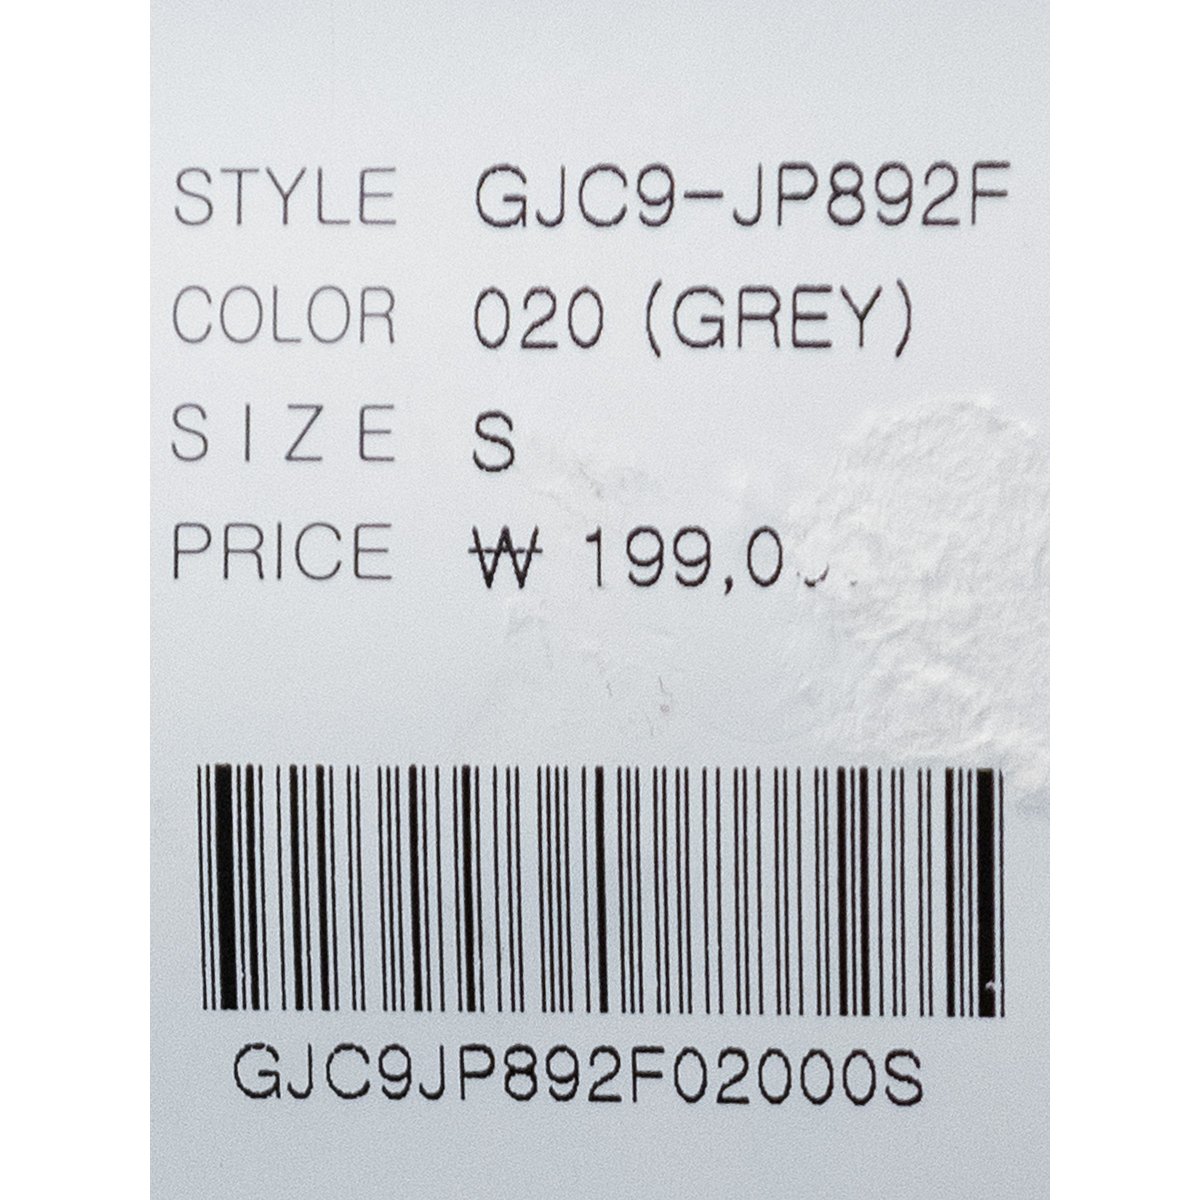 STYLE GJC9-JP892F
COLOR 020 (GREY)
SIZE S
PRICE ₩ 199,0
GJC9JP892F02000S